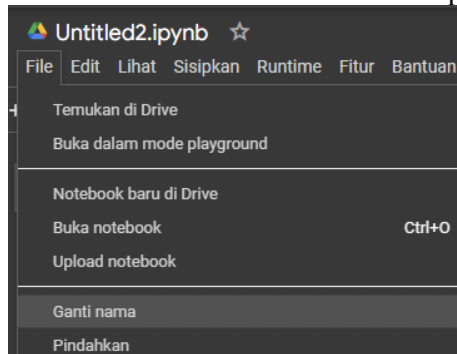 Untitled2.ipynb
File Edit Lihat Sisipkan Runtime Fitur Bantuan
Temukan di Drive
Buka dalam mode playground
Notebook baru di Drive
Buka notebook Ctrl+O
Upload notebook
Ganti nama
Pindahkan